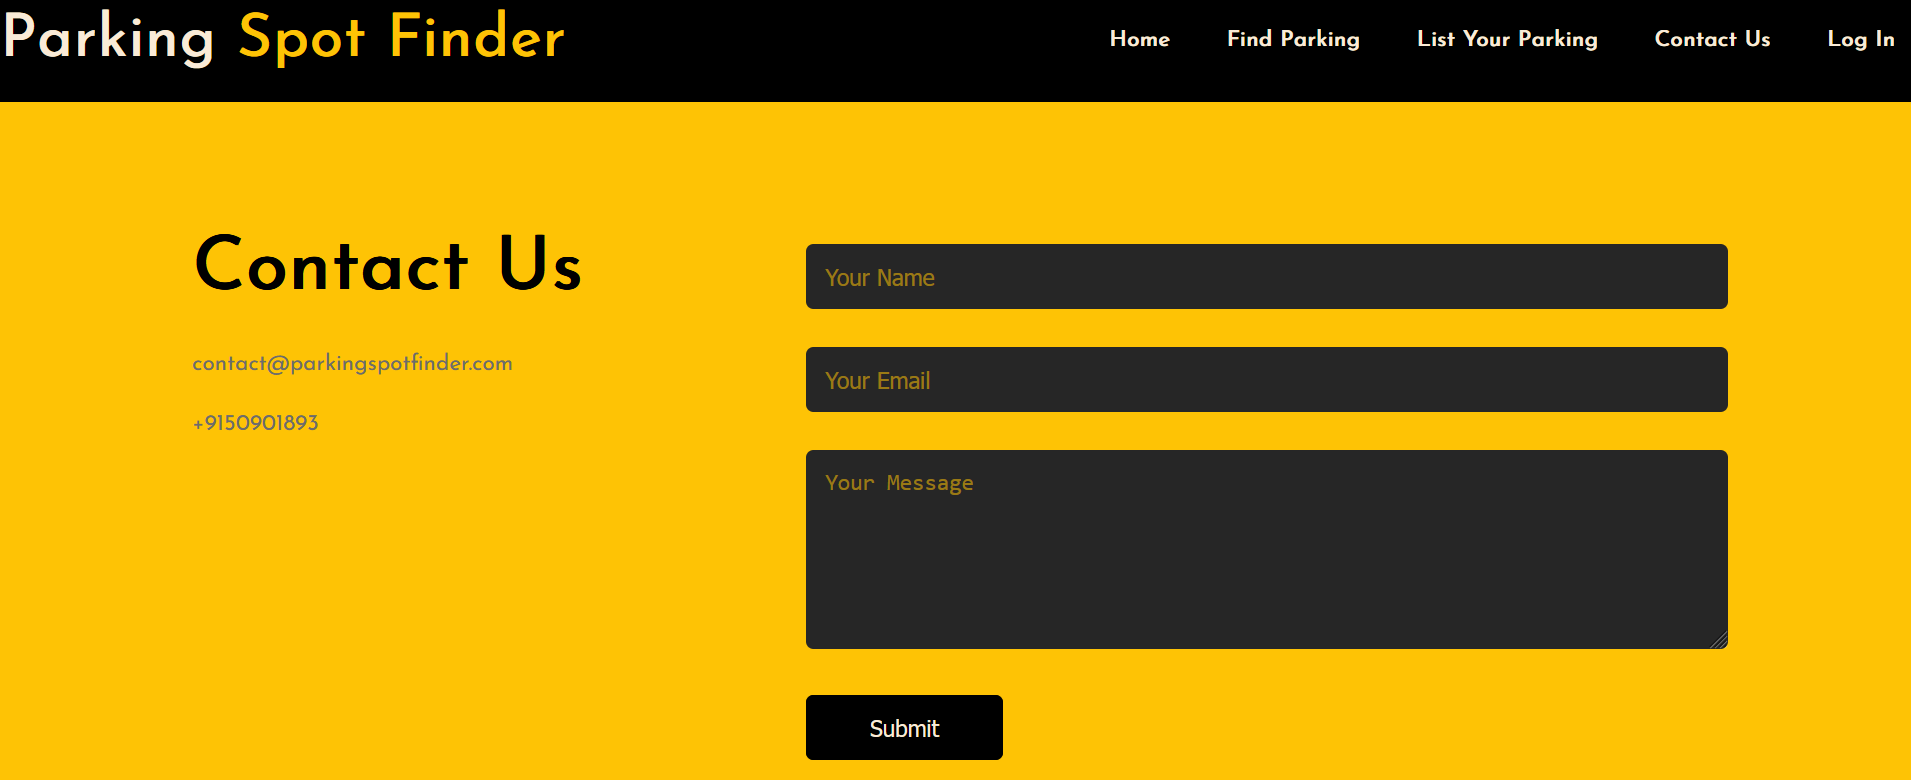 Parking Spot Finder
Home Find Parking List Your Parking Contact Us Log In
Contact Us
contact@parkingspotfinder.com
+9150901893
Your Name
Your Email
Your Message
Submit